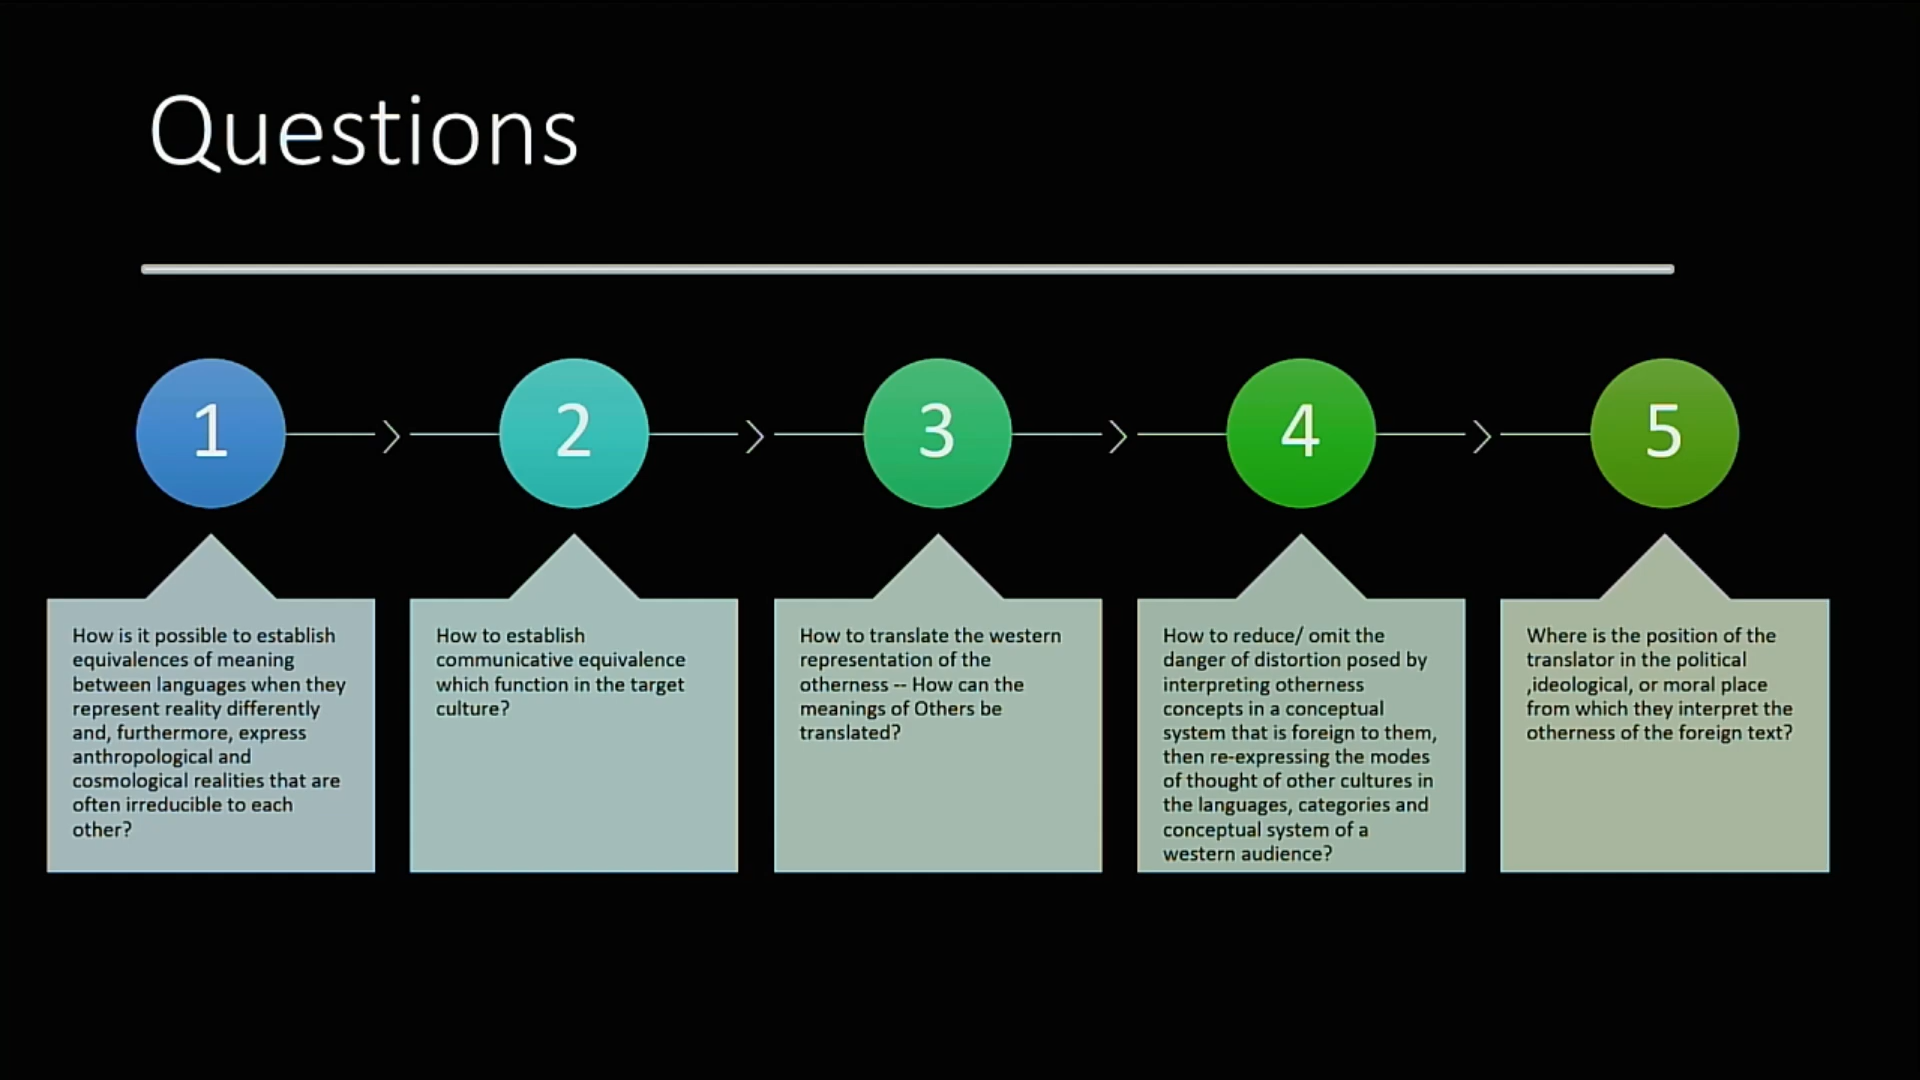 Questions
1
2
3
4
5
How is it possible to establish
equivalences of meaning
between languages when they
represent reality differently
and, furthermore, express
anthropological and
cosmological realities that are
often irreducible to each
other?
How to establish
communicative equivalence
which function in the target
culture?
How to translate the western
representation of the
otherness -- How can the
meanings of Others be
translated?
How to reduce/ omit the
danger of distortion posed by
interpreting otherness
concepts in a conceptual
system that is foreign to them,
then re-expressing the modes
of thought of other cultures in
the languages, categories and
conceptual system of a
western audience?
Where is the position of the
translator in the political
,ideological, or moral place
from which they interpret the
otherness of the foreign text?